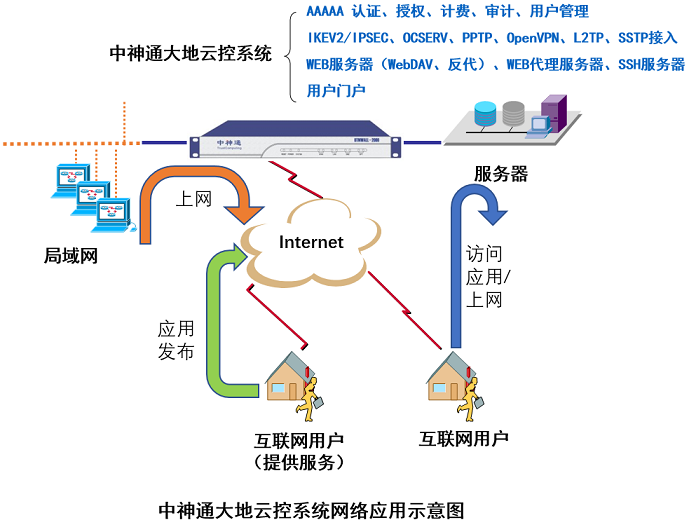 AAAAA 认证、授权、计费、审计、用户管理
IKEV2/IPSEC、OCSERV、PPTP、OpenVPN、L2TP、SSTP接入
中神通大地云控系统
WEB服务器（WebDAV、反代）、WEB代理服务器、SSH服务器
用户门户
中神通
服务器
上网
局域网
Internet
访问
应用/
上网
应用
发布
互联网用户
（提供服务）
互联网用户
中神通大地云控系统网络应用示意图